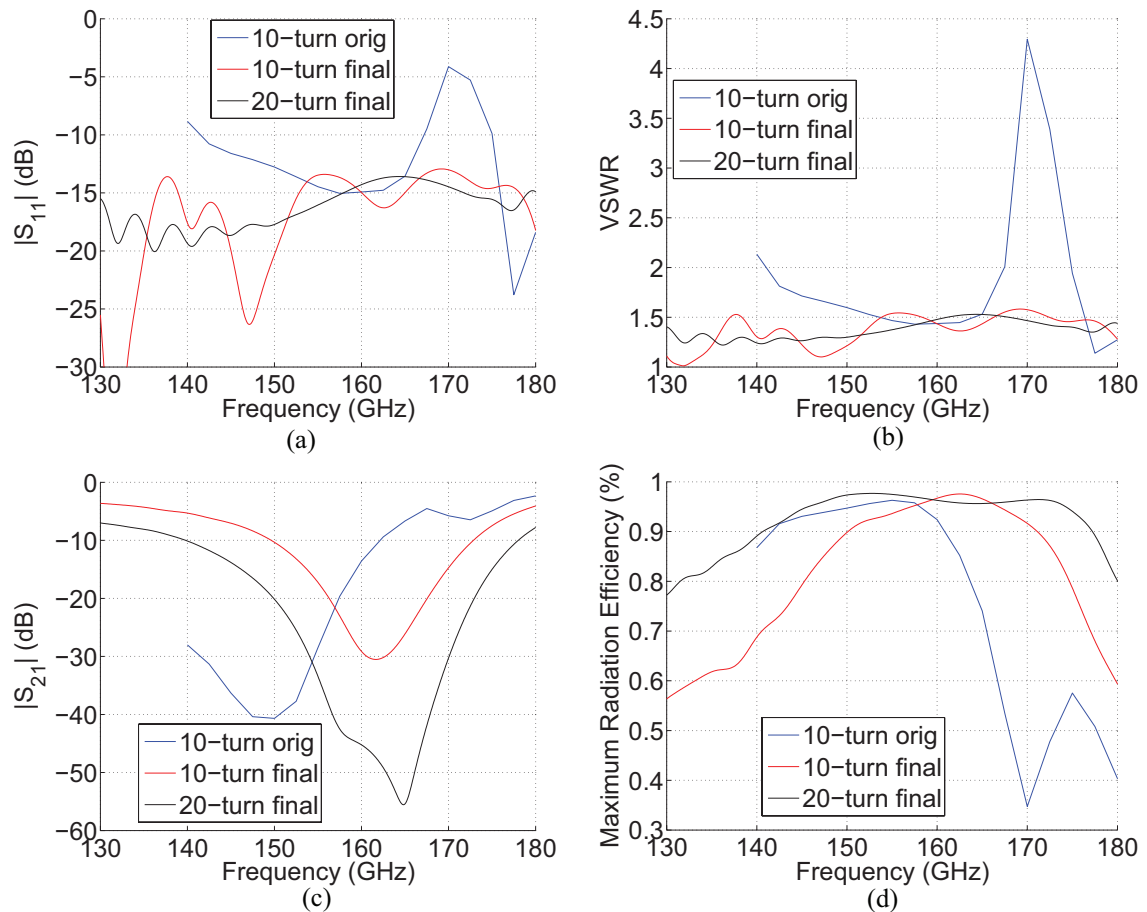 0
−5
−10
−15
−20
−25
−30
|S11| (dB)
10−turn orig
10−turn final
20−turn final
130 140 150 160 170 180
Frequency (GHz)
(a)
4.5
4
3.5
3
2.5
2
1.5
1
VSWR
10−turn orig
10−turn final
20−turn final
130 140 150 160 170 180
Frequency (GHz)
(b)
0
−10
−20
−30
−40
−50
−60
|S21| (dB)
10−turn orig
10−turn final
20−turn final
130 140 150 160 170 180
Frequency (GHz)
(c)
1
0.9
0.8
0.7
0.6
0.5
0.4
0.3
Maximum Radiation Efficiency (%)
10−turn orig
10−turn final
20−turn final
130 140 150 160 170 180
Frequency (GHz)
(d)